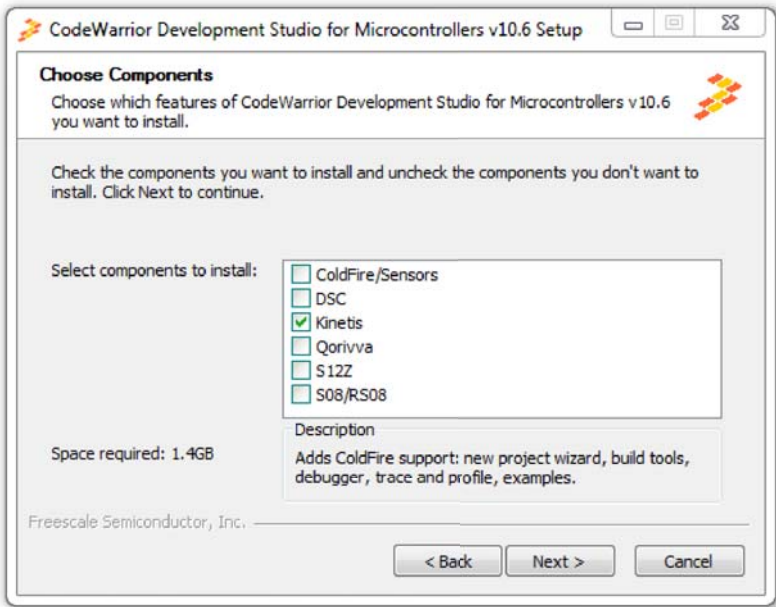 CodeWarrior Development Studio for Microcontrollers v10.6 Setup
Choose Components
Choose which features of CodeWarrior Development Studio for Microcontrollers v10.6
you want to install.
Check the components you want to install and uncheck the components you don't want to
install. Click Next to continue.
Select components to install:
ColdFire/Sensors
DSC
Kinetis
Qorivva
S12Z
S08/RS08
Space required: 1.4GB
Description
Adds ColdFire support: new project wizard, build tools,
debugger, trace and profile, examples.
Freescale Semiconductor, Inc.
< Back
Next >
Cancel